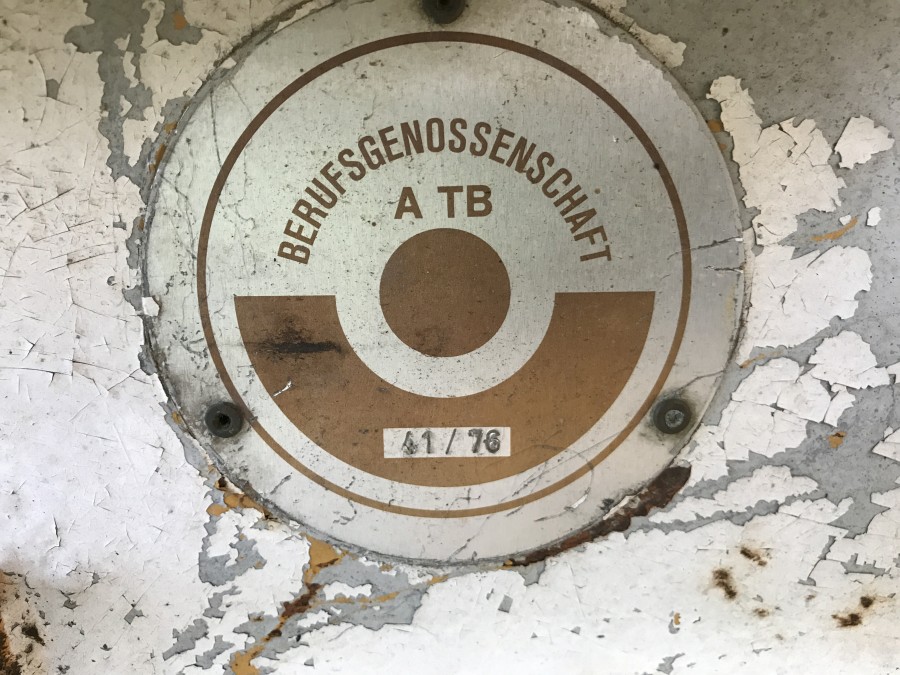 BERUFSGENOSSENSCHAFT
A TB
41/76